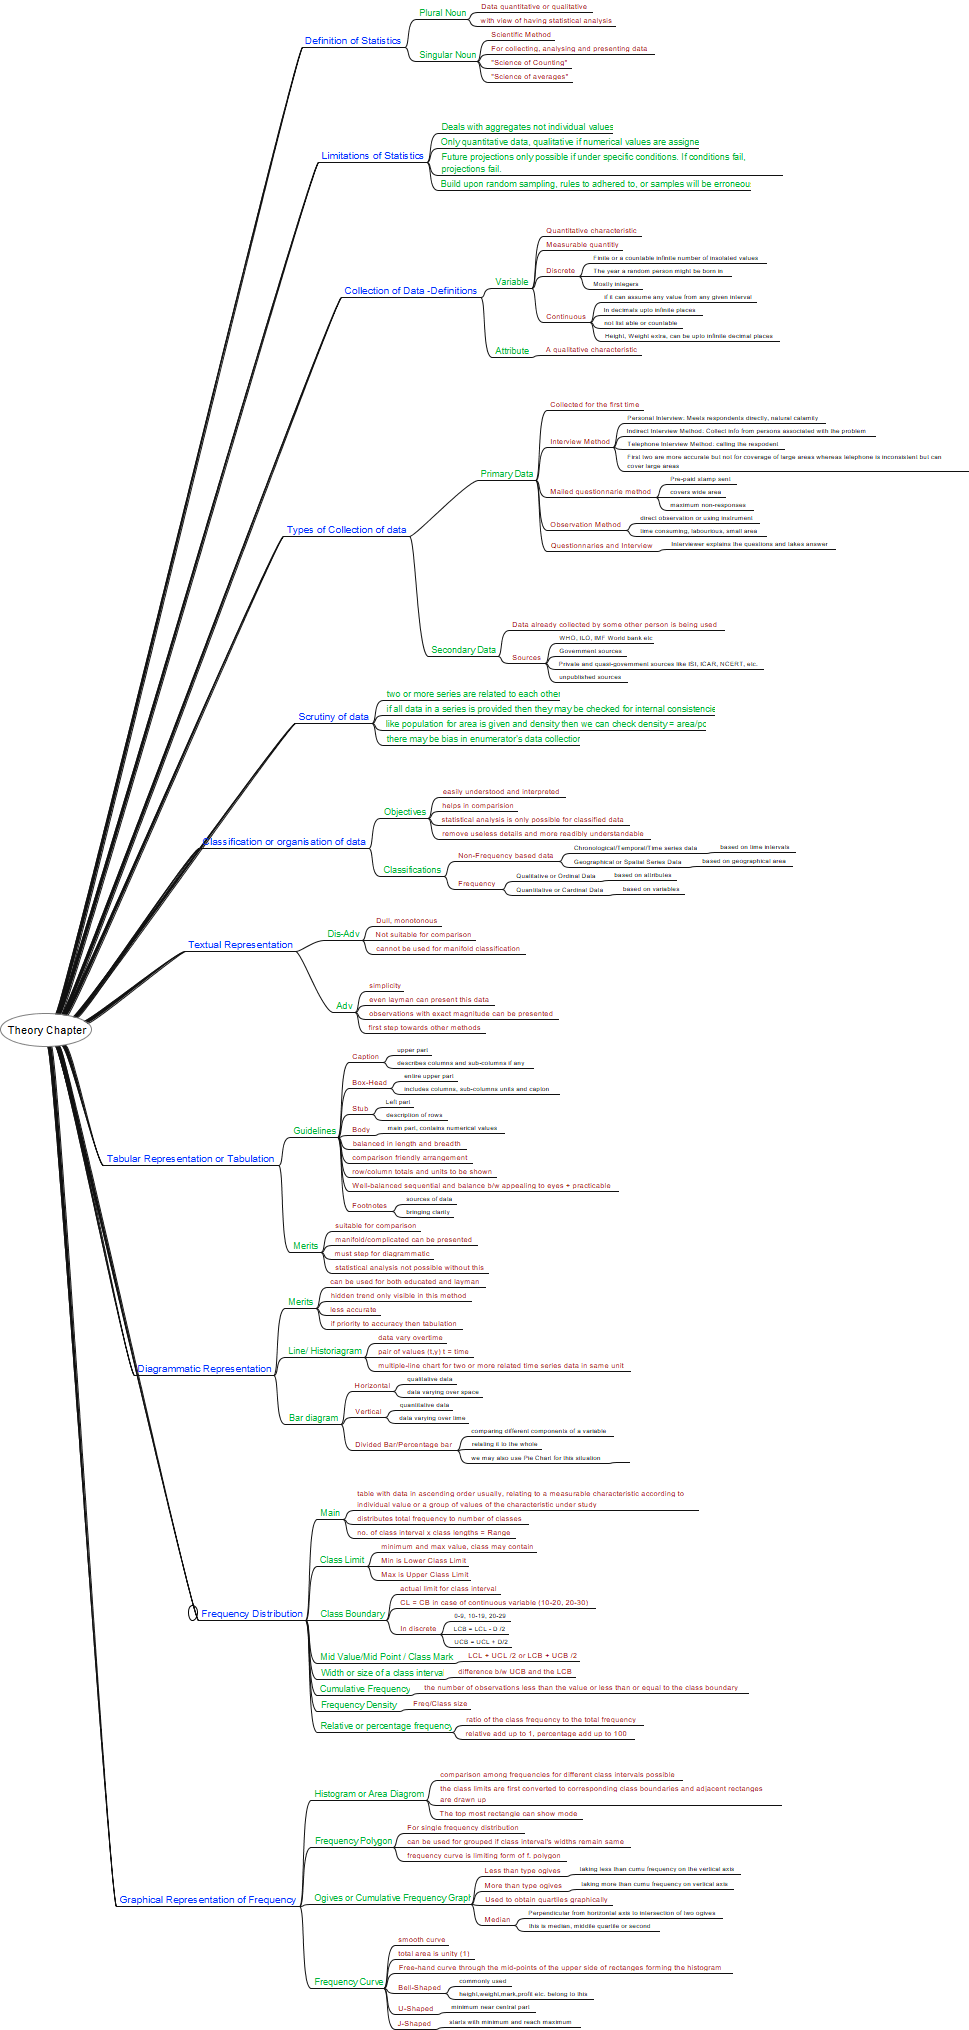 Theory Chapter
Definition of Statistics
Plural Noun
Data quantitative or qualitative
with view of having statistical analysis
Singular Noun
Scientific Method
For collecting, analysing and presenting data
"Science of Counting"
"Science of averages"
Limitations of Statistics
Deals with aggregates not individual values
Only quantitative data, qualitative if numerical values are assigne
Future projections only possible if under specific conditions. If conditions fail,
projections fail.
Build upon random sampling, rules to adhered to, or samples will be erroneou
Collection of Data -Definitions
Variable
Quantitative characteristic
Measurable quantitiy
Discrete
Finite or a countable infinite number of insolated values
The year a random person might be born in
Mostly integers
Continuous
if it can assume any value from any given interval
In decimals upto infinite places
not list able or countable
Height, Weight extra, can be upto infinite decimal places
Attribute
A qualitative characteristic
Types of Collection of data
Primary Data
Collected for the first time
Interview Method
Personal Interview. Meets respondents directly, natural calamity
Indirect Interview Method. Collect info from persons associated with the problem
Telephone Interview Method. calling the respodent
First two are more accurate but not for coverage of large areas whereas telephone is inconsistent but can
cover large areas
Mailed questionnarie method
Pre-paid stamp sent
covers wide area
maximum non-responses
Observation Method
direct observation or using instrument
time consuming, labourious, small area
Questionnaries and Interview
Interviewer explains the questions and takes answer
Secondary Data
Data already collected by some other person is being used
Sources
WHO, ILO, IMF World bank etc
Government sources
Private and quasi-government sources like ISI, ICAR, NCERT, etc.
unpublished sources
Scrutiny of data
two or more series are related to each other
if all data in a series is provided then they may be checked for internal consistencie
like population for area is given and density then we can check density = area/pc
there may be bias in enumerator's data collection
Classification or organisation of data
Objectives
easily understood and interpreted
helps in comparision
statistical analysis is only possible for classified data
remove useless details and more readibly understandable
Classifications
Non-Frequency based data
Chronological/Temporal/Time series data
based on time intervals
Geographical or Spatial Series Data
based on geographical area
Frequency
Qualitative or Ordinal Data
based on attributes
Quantitative or Cardinal Data
based on variables
Textual Representation
Dis-Adv
Dull, monotonous
Not suitable for comparison
cannot be used for manifold classification
Adv
simplicity
even layman can present this data
observations with exact magnitude can be presented
first step towards other methods
Tabular Representation or Tabulation
Guidelines
Caption
upper part
describes columns and sub-columns if any
Box-Head
entire upper part
includes columns, sub-columns units and caption
Stub
Left part
description of rows
Body
main part, contains numerical values
balanced in length and breadth
comparison friendly arrangement
row/column totals and units to be shown
Well-balanced sequential and balance b/w appealing to eyes + practicable
Footnotes
sources of data
bringing clarity
Merits
suitable for comparison
manifold/complicated can be presented
must step for diagrammatic
statistical analysis not possible without this
Diagrammatic Representation
Merits
can be used for both educated and layman
hidden trend only visible in this method
less accurate
if priority to accuracy then tabulation
Line/ Historiagram
data vary overtime
pair of values (t,y) t = time
multiple-line chart for two or more related time series data in same unit
Bar diagram
Horizontal
qualitative data
data varying over space
Vertical
quantitative data
data varying over time
Divided Bar/Percentage bar
comparing different components of a variable
relating it to the whole
we may also use Pie Chart for this situation
Frequency Distribution
Main
table with data in ascending order usually, relating to a measurable characteristic according to
individual value or a group of values of the characteristic under study
distributes total frequency to number of classes
no. of class interval x class lengths = Range
Class Limit
minimum and max value, class may contain
Min is Lower Class Limit
Max is Upper Class Limit
Class Boundary
actual limit for class interval
CL = CB in case of continuous variable (10-20, 20-30)
In discrete
0-9, 10-19, 20-29
LCB = LCL - D /2
UCB = UCL + D/2
Mid Value/Mid Point / Class Mark
LCL + UCL /2 or LCB + UCB /2
Width or size of a class interval
difference b/w UCB and the LCB
Cumulative Frequency
the number of observations less than the value or less than or equal to the class boundary
Frequency Density
Freq/Class size
Relative or percentage frequency
ratio of the class frequency to the total frequency
relative add up to 1, percentage add up to 100
Graphical Representation of Frequency
Histogram or Area Diagrom
comparison among frequencies for different class intervals possible
the class limits are first converted to corresponding class boundaries and adjacent rectanges
are drawn up
The top most rectangle can show mode
Frequency Polygon
For single frequency distribution
can be used for grouped if class interval's widths remain same
frequency curve is limiting form of f. polygon
Ogives or Cumulative Frequency Graph
Less than type ogives
taking less than cumu frequency on the vertical axis
More than type ogives
taking more than cumu frequency on vertical axis
Used to obtain quartiles graphically
Median
Perpendicular from horizontal axis to intersection of two ogives
this is median, middle quartile or second
Frequency Curve
smooth curve
total area is unity (1)
Free-hand curve through the mid-points of the upper side of rectanges forming the histogram
Bell-Shaped
commonly used
height,weight,mark,profit etc. belong to this
U-Shaped
minimum near central part
J-Shaped
starts with minimum and reach maximum